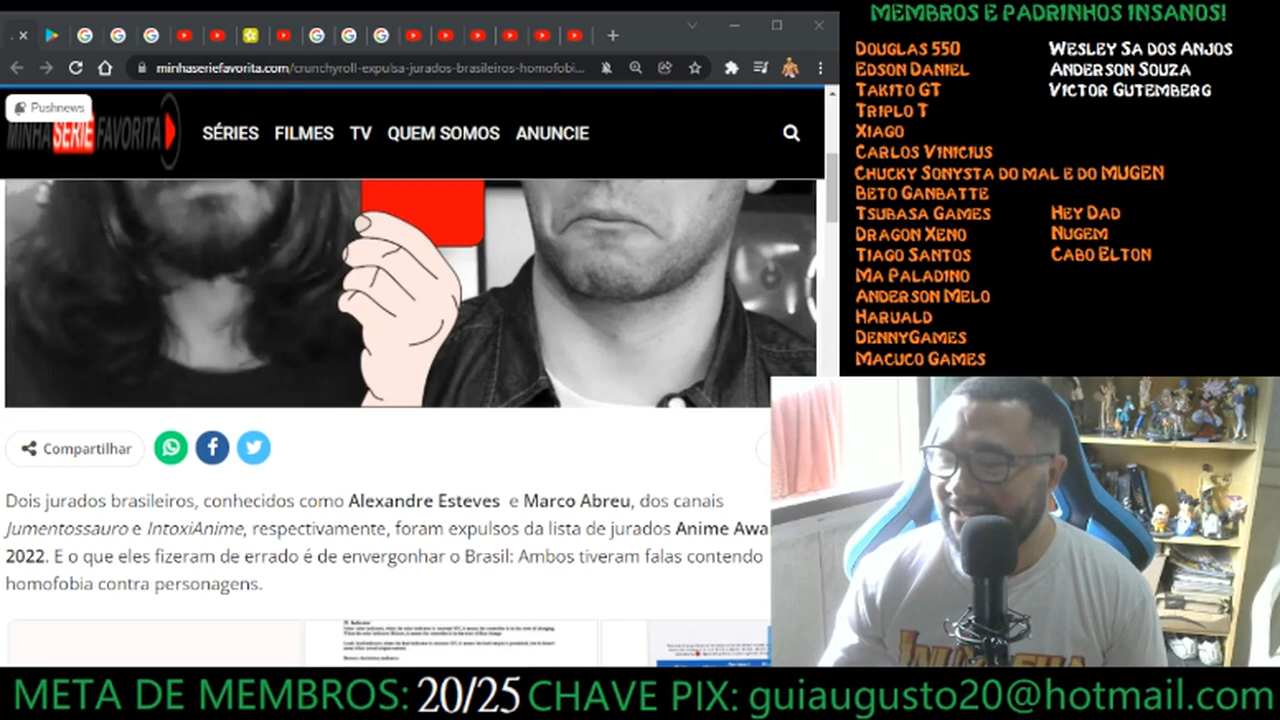 MEMBROS E PADRINHOS INSANOS!
Douglas 550
Edson Daniel
Takito GT
Triplo T
Xiago
Carlos Vinicius
Chucky Sonysta do mal e do MUGEN
Beto Ganbatte
Tsubasa Games
Dragon Xeno
Tiago Santos
Ma Paladino
Anderson Melo
Haruald
DennyGames
Macuco Games
Wesley Sa dos Anjos
Anderson Souza
Victor Gutemberg
Hey Dad
Nugem
Cabo Elton
minhaseriefavorita.com/crunchyroll-expulsa-jurados-brasileiros-homofobi...
Pushnews
MINHA SÉRIE FAVORITA
SÉRIES FILMES TV QUEM SOMOS ANUNCIE
Compartilhar
Dois jurados brasileiros, conhecidos como Alexandre Esteves e Marco Abreu, dos canais
Jumentossauro e IntoxiAnime, respectivamente, foram expulsos da lista de jurados Anime Awa
2022. E o que eles fizeram de errado é de envergonhar o Brasil: Ambos tiveram falas contendo
homofobia contra personagens.
META DE MEMBROS: 20/25 CHAVE PIX: guiaugusto20@hotmail.com